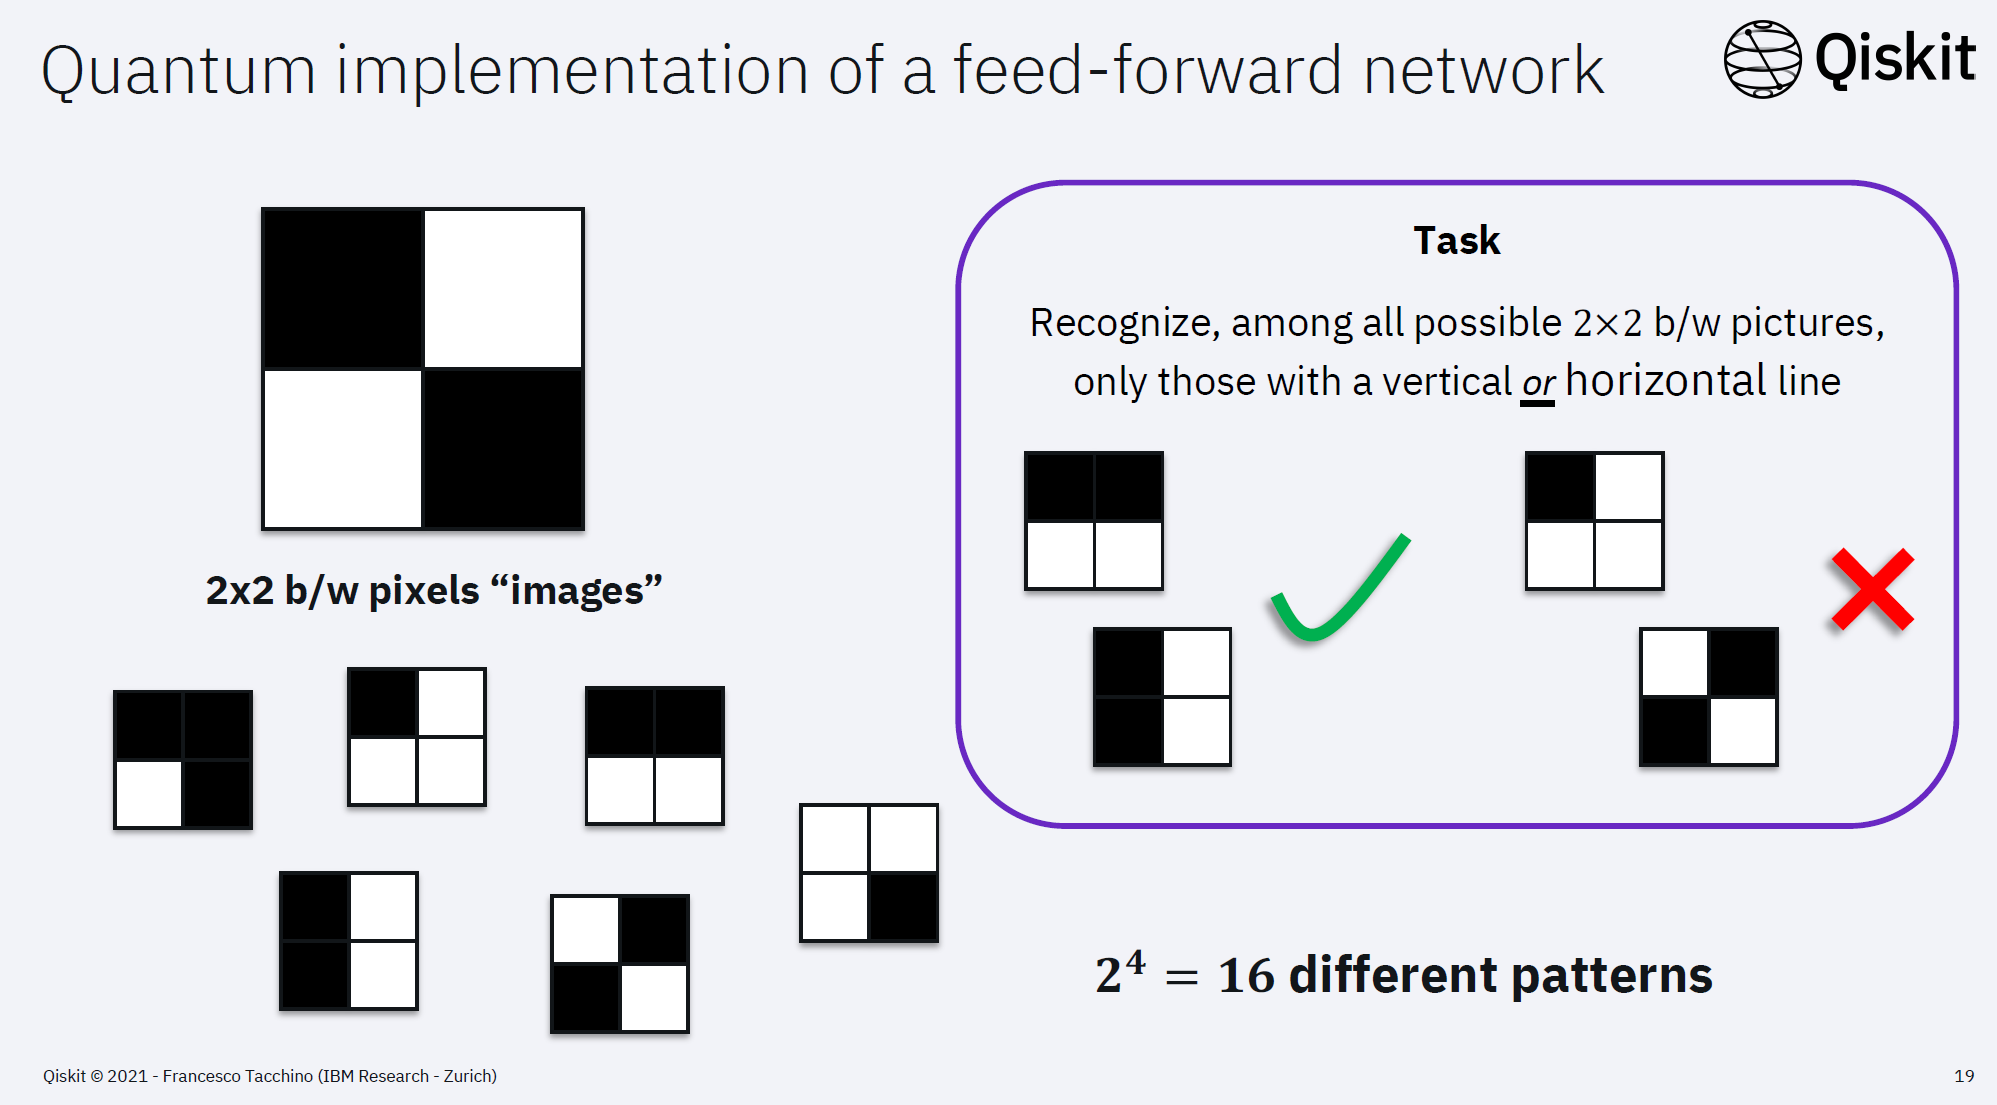 Quantum implementation of a feed-forward network
Qiskit
2x2 b/w pixels “images”
Task
Recognize, among all possible 2×2 b/w pictures,
only those with a vertical or horizontal line
2⁴ = 16 different patterns
Qiskit © 2021 - Francesco Tacchino (IBM Research - Zurich)
19